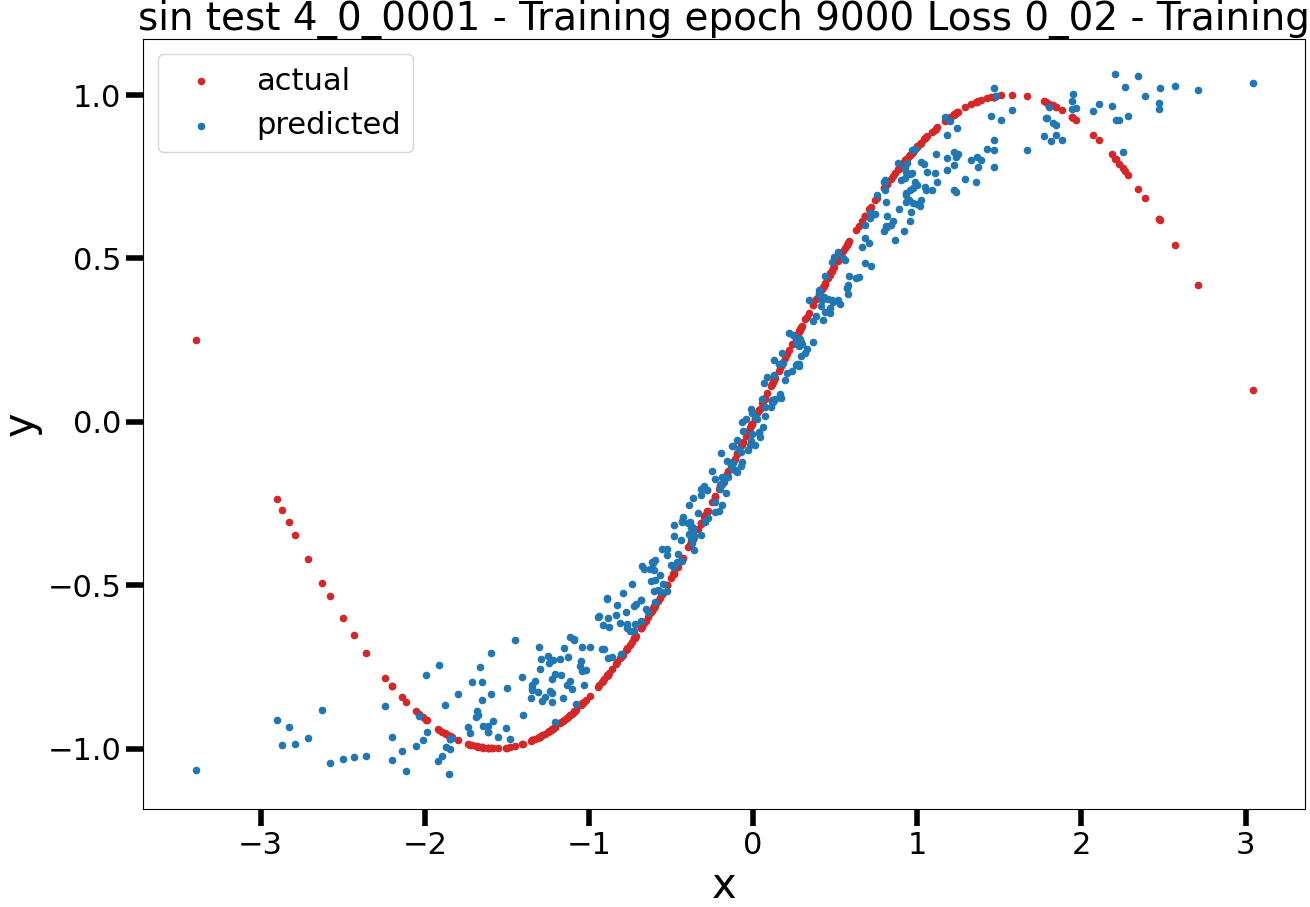 sin test 4_0_0001 - Training epoch 9000 Loss 0_02 - Training
actual
predicted
1.0
0.5
0.0
−0.5
−1.0
y
−3
−2
−1
0
1
2
3
x